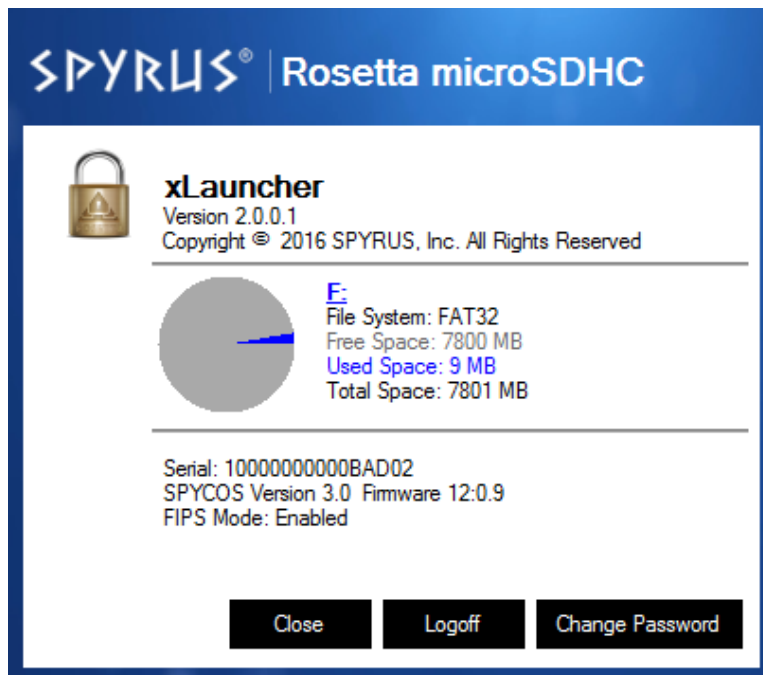 SPYRUS® | Rosetta microSDHC
xLauncher
Version 2.0.0.1
Copyright © 2016 SPYRUS, Inc. All Rights Reserved
F:
File System: FAT32
Free Space: 7800 MB
Used Space: 9 MB
Total Space: 7801 MB
Serial: 10000000000BAD02
SPYCOS Version 3.0 Firmware 12:0.9
FIPS Mode: Enabled
Close Logoff Change Password